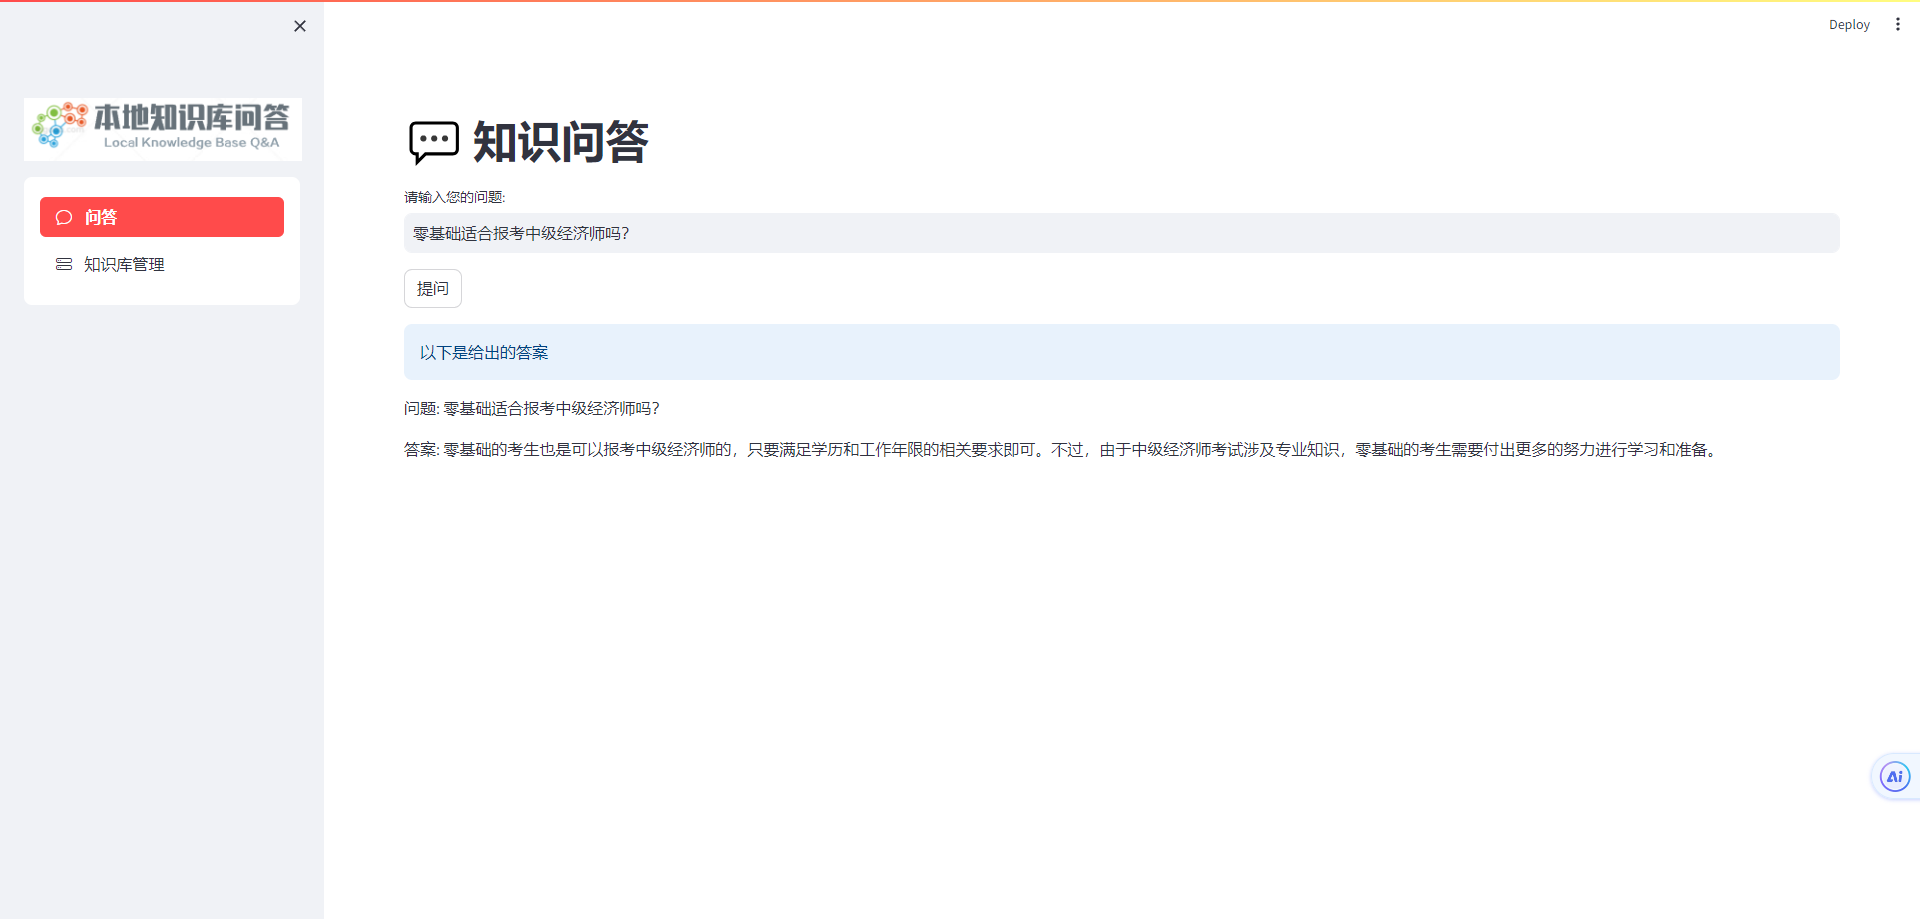 Deploy
本地知识库问答
Local Knowledge Base Q&A
问答
知识库管理
知识问答
请输入您的问题:
零基础适合报考中级经济师吗?
提问
以下是给出的答案
问题: 零基础适合报考中级经济师吗?
答案: 零基础的考生也是可以报考中级经济师的，只要满足学历和工作年限的相关要求即可。不过，由于中级经济师考试涉及专业知识，零基础的考生需要付出更多的努力进行学习和准备。
Ai